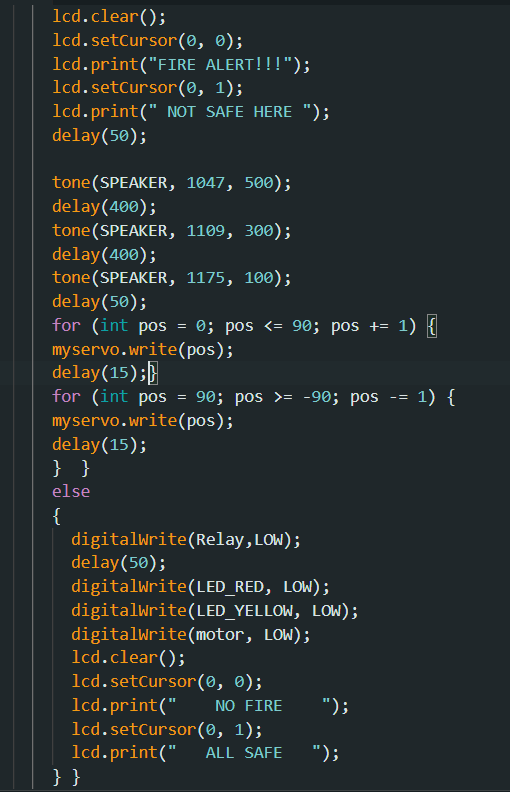 lcd.clear();
lcd.setCursor(0, 0);
lcd.print("FIRE ALERT!!!");
lcd.setCursor(0, 1);
lcd.print(" NOT SAFE HERE ");
delay(50);

tone(SPEAKER, 1047, 500);
delay(400);
tone(SPEAKER, 1109, 300);
delay(400);
tone(SPEAKER, 1175, 100);
delay(50);
for (int pos = 0; pos <= 90; pos += 1) {
myservo.write(pos);
delay(15);}
for (int pos = 90; pos >= -90; pos -= 1) {
myservo.write(pos);
delay(15);
}  }
else
{
  digitalWrite(Relay,LOW);
  delay(50);
  digitalWrite(LED_RED, LOW);
  digitalWrite(LED_YELLOW, LOW);
  digitalWrite(motor, LOW);
  lcd.clear();
  lcd.setCursor(0, 0);
  lcd.print("    NO FIRE    ");
  lcd.setCursor(0, 1);
  lcd.print("   ALL SAFE   ");
} }